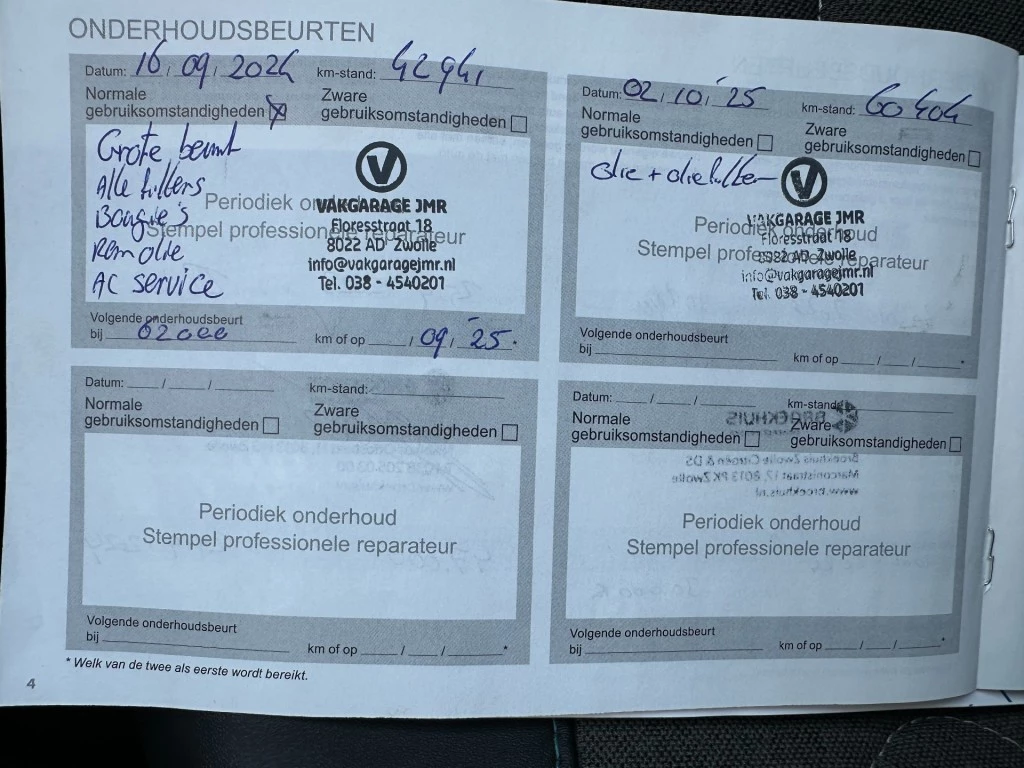 ONDERHOUDSBEURTEN
Datum: 16 / 09 / 2024 km-stand: 42941
Normale gebruiksomstandigheden Zware gebruiksomstandigheden
Grote beurt
Alle filters
Bougie's
Remolie
AC service
Periodiek onderhoud
Stempel professionele reparateur
VAKGARAGE JMR
Floresstraat 18
8022 AD Zwolle
info@vakgaragejmr.nl
Tel. 038 - 4540201
Volgende onderhoudsbeurt
bij 62000 km of op / 09 / 25 .
Datum: 02 / 10 / '25 km-stand: 60404
Normale gebruiksomstandigheden Zware gebruiksomstandigheden
olie + oliefilter
Periodiek onderhoud
Stempel professionele reparateur
VAKGARAGE JMR
Floresstraat 18
8022 AD Zwolle
info@vakgaragejmr.nl
Tel. 038 - 4540201
Volgende onderhoudsbeurt
bij km of op / / *
Datum: / / km-stand:
Normale gebruiksomstandigheden Zware gebruiksomstandigheden
Periodiek onderhoud
Stempel professionele reparateur
Volgende onderhoudsbeurt
bij km of op / / *
Datum: / / km-stand:
Normale gebruiksomstandigheden Zware gebruiksomstandigheden
Periodiek onderhoud
Stempel professionele reparateur
Volgende onderhoudsbeurt
bij km of op / / *
* Welk van de twee als eerste wordt bereikt.
4